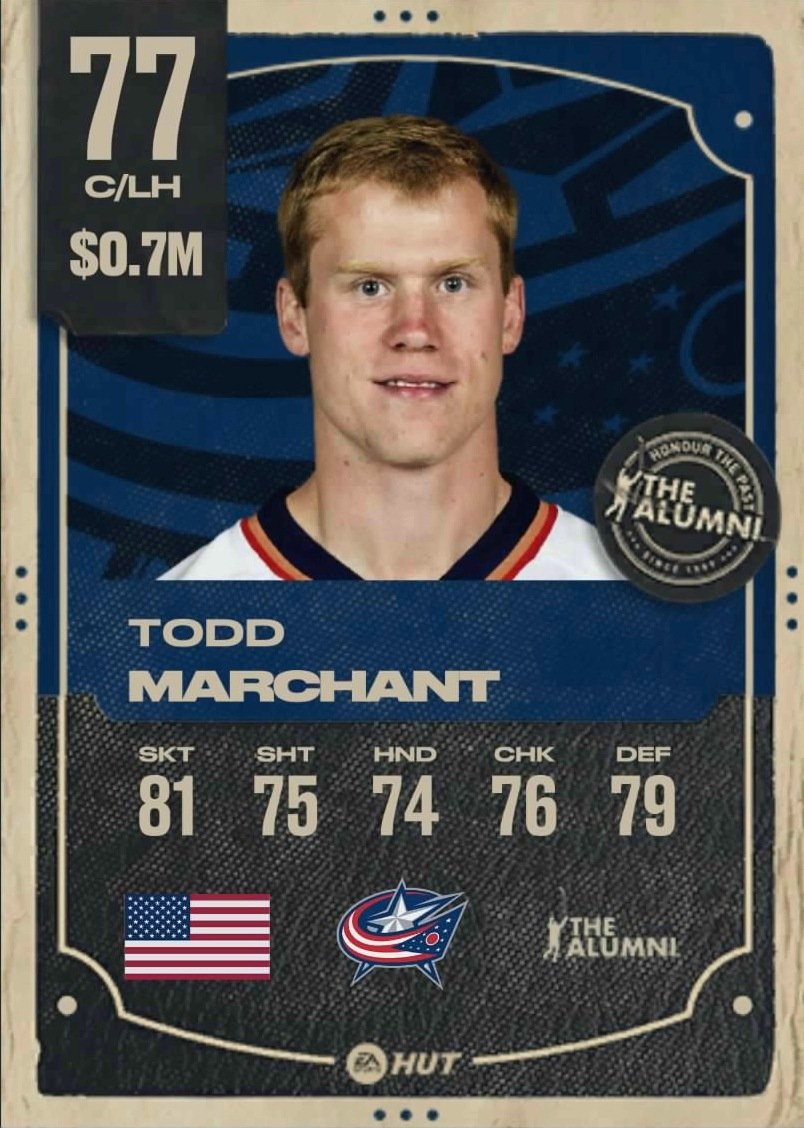 77
C/LH
$0.7M
HONOUR THE PAST
THE
ALUMNI
TODD
MARCHANT
SKT SHT HND CHK DEF
81 75 74 76 79
THE
ALUMNI
EA
HUT